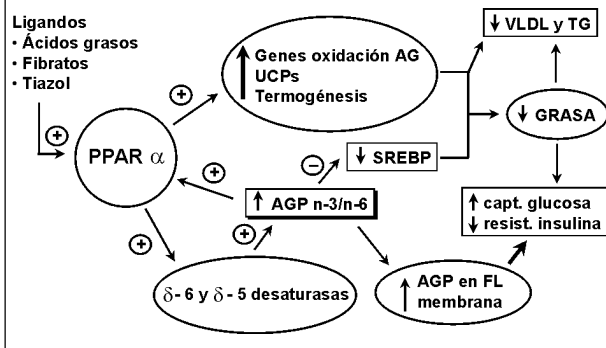 Ligandos
• Ácidos grasos
• Fibratos
• Tiazol
+
PPAR α
+
↑ Genes oxidación AG
UCPs
Termogénesis
↓ VLDL y TG
↓ GRASA
↓ SREBP
−
+
↑ AGP n-3/n-6
↑ capt. glucosa
↓ resist. insulina
+
+
δ- 6 y δ- 5 desaturasas
↑ AGP en FL
membrana